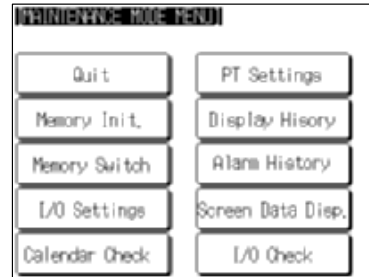 [MAINTENANCE MODE MENU]
Quit
PT Settings
Memory Init.
Display Hisory
Memory Switch
Alarm History
I/O Settings
Screen Data Disp.
Calendar Check
I/O Check